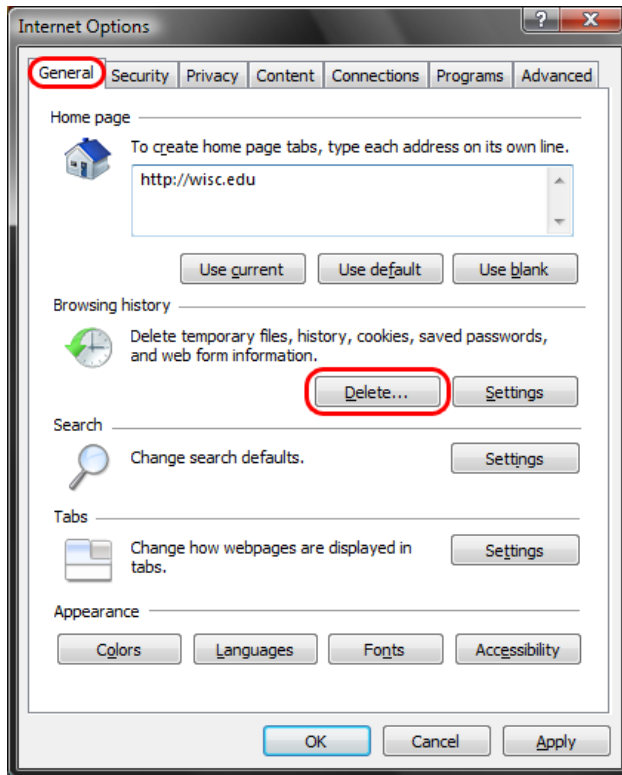 Internet Options
General Security Privacy Content Connections Programs Advanced
Home page
To create home page tabs, type each address on its own line.
http://wisc.edu
Use current Use default Use blank
Browsing history
Delete temporary files, history, cookies, saved passwords,
and web form information.
Delete... Settings
Search
Change search defaults.
Settings
Tabs
Change how webpages are displayed in
tabs.
Settings
Appearance
Colors Languages Fonts Accessibility
OK Cancel Apply